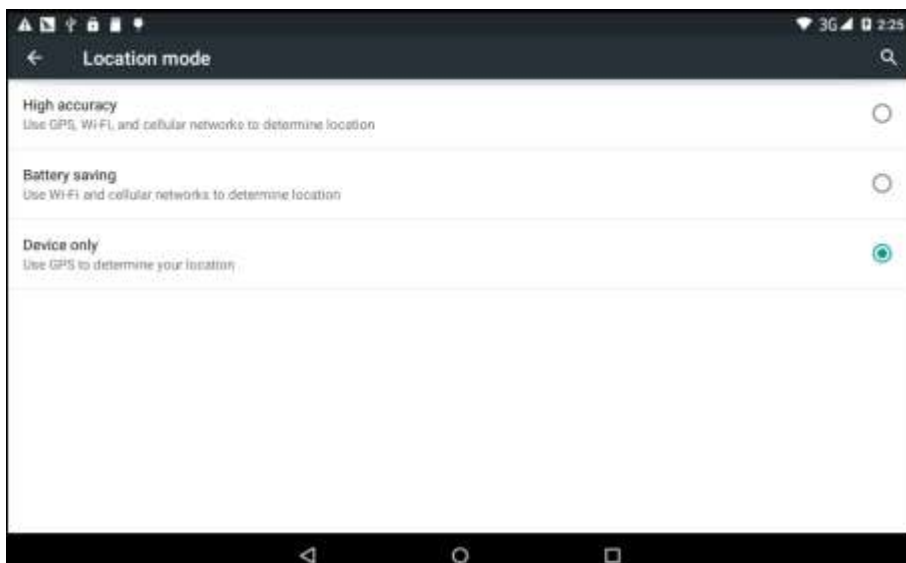 3G 2:25
Location mode
High accuracy
Use GPS, Wi-Fi, and cellular networks to determine location
Battery saving
Use Wi-Fi and cellular networks to determine location
Device only
Use GPS to determine your location